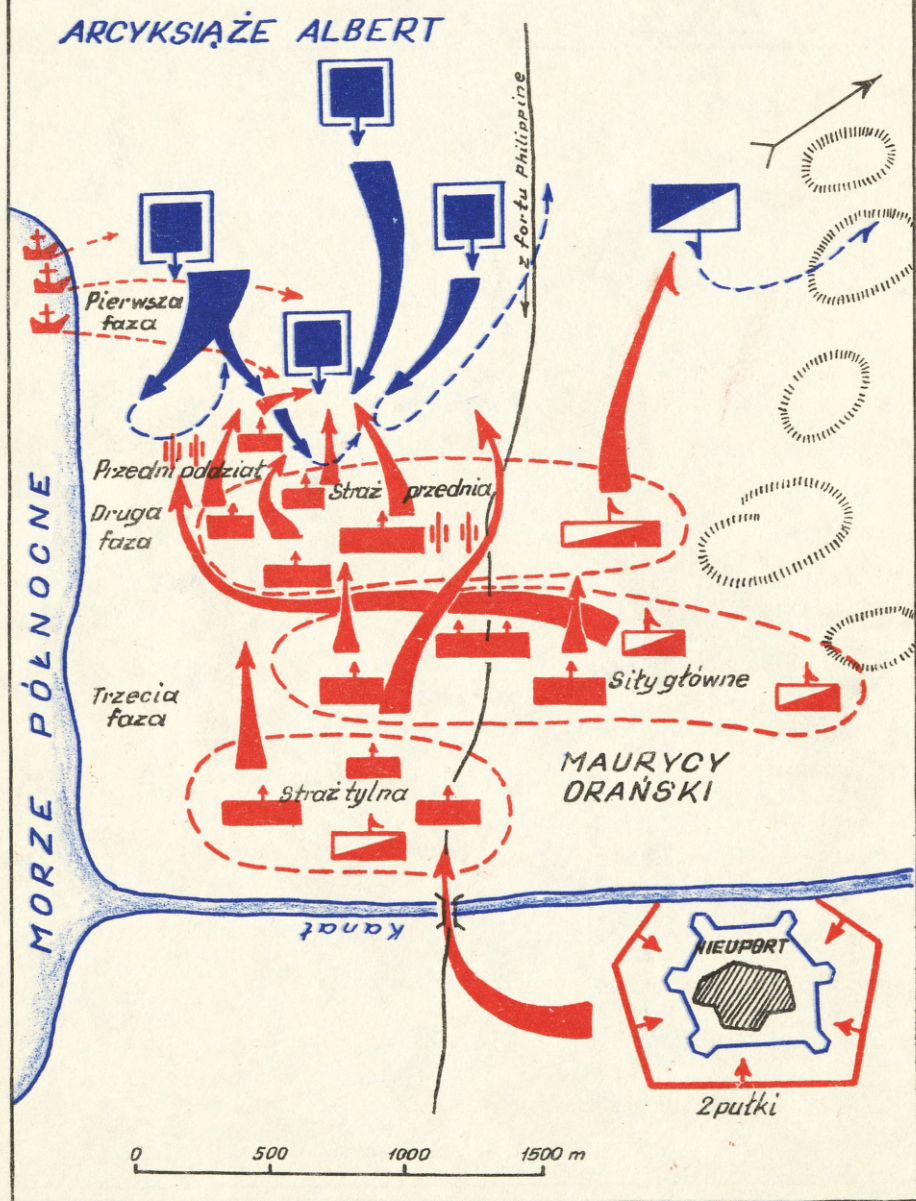 ARCYKSIĄŻE ALBERT
z fortu Philippine
Pierwsza
faza
Przedni oddział
Straż przednia
Druga
faza
MORZE PÓŁNOCNE
Siły główne
Trzecia
faza
MAURYCY
ORAŃSKI
Straż tylna
Kanał
NIEUPORT
2 pułki
0 500 1000 1500 m